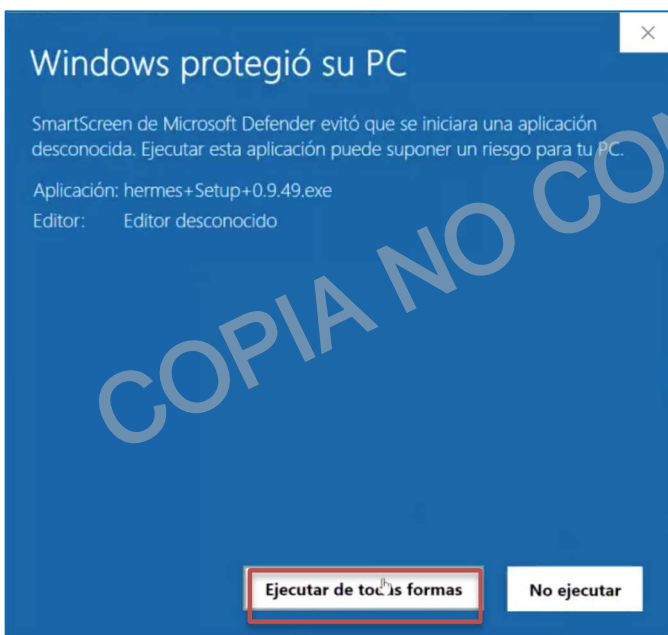 Windows protegió su PC
SmartScreen de Microsoft Defender evitó que se iniciara una aplicación
desconocida. Ejecutar esta aplicación puede suponer un riesgo para tu PC.
Aplicación: hermes+Setup+0.9.49.exe
Editor: Editor desconocido
COPIA NO
Ejecutar de todas formas
No ejecutar